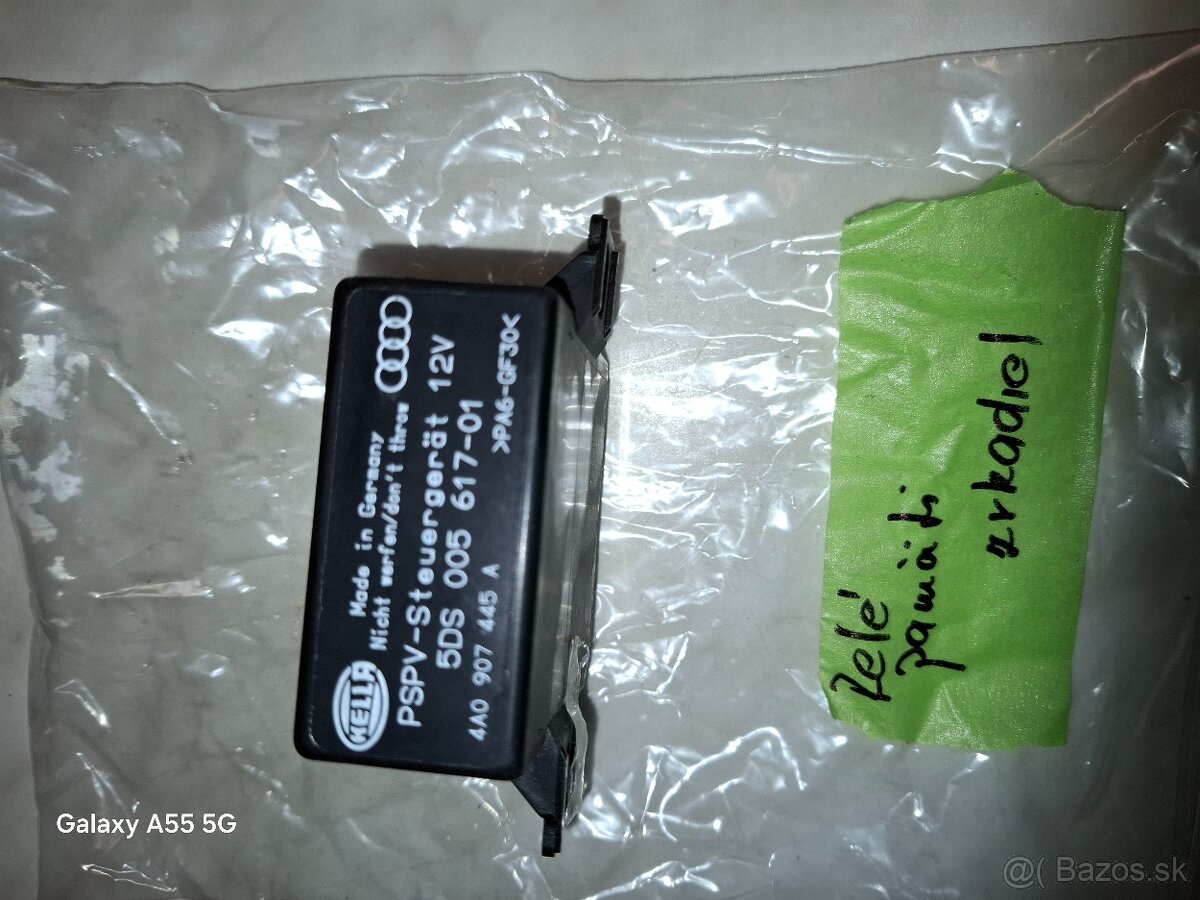 Made in Germany
Nicht werfen/don't throw
HELLA
PSPV-Steuergerät 12V
5DS 005 617-01
4A0 907 445 A >PA6-GF30<
Relé
pamäti
zrkadiel
Galaxy A55 5G
@( Bazos.sk